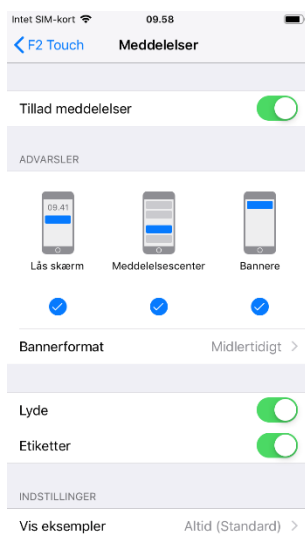 Intet SIM-kort 09.58
F2 Touch Meddelelser
Tillad meddelelser
ADVARSLER
09.41
Lås skærm Meddelelsescenter Bannere
Bannerformat Midlertidigt
Lyde
Etiketter
INDSTILLINGER
Vis eksempler Altid (Standard)